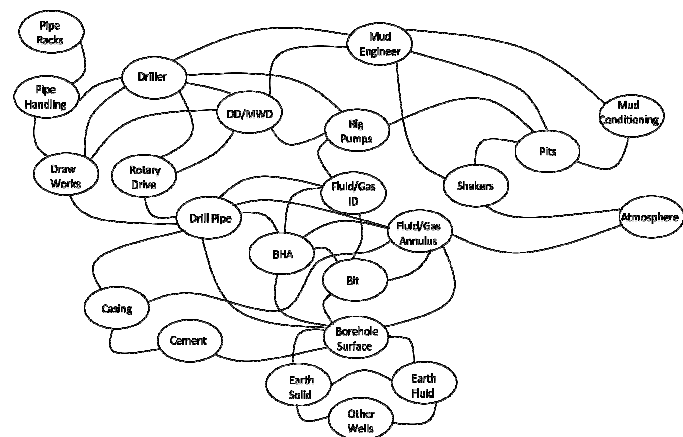 Pipe
Racks
Mud
Engineer
Driller
Pipe
Handling
DD/MWD
Mud
Conditioning
Rig
Pumps
Pits
Draw
Works
Rotary
Drive
Fluid/Gas
ID
Shakers
Drill Pipe
Fluid/Gas
Annulus
Atmosphere
BHA
Bit
Casing
Cement
Borehole
Surface
Earth
Solid
Earth
Fluid
Other
Wells